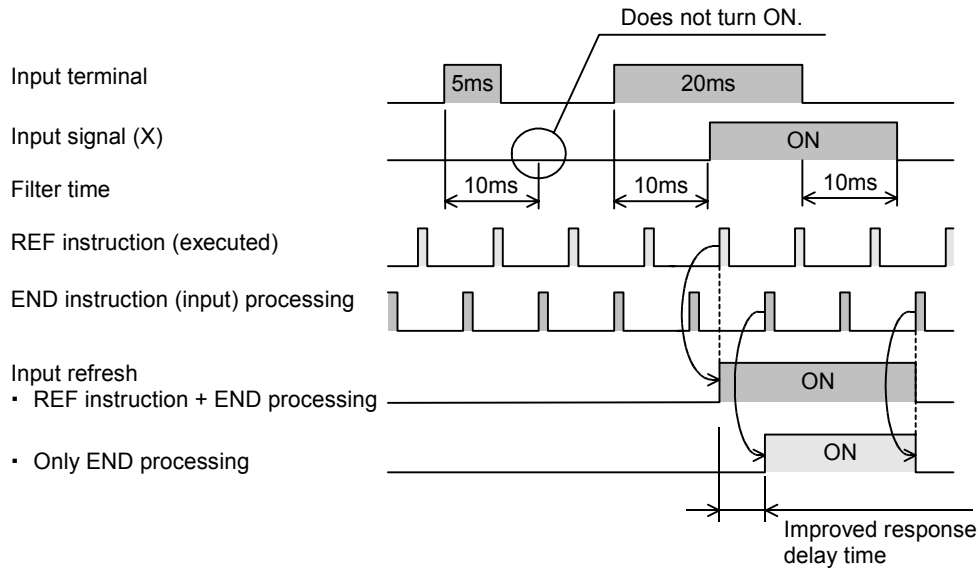 Does not turn ON.
Input terminal
5ms
20ms
Input signal (X)
ON
Filter time
10ms
10ms
10ms
REF instruction (executed)
END instruction (input) processing
Input refresh
・ REF instruction + END processing
ON
・ Only END processing
ON
Improved response
delay time